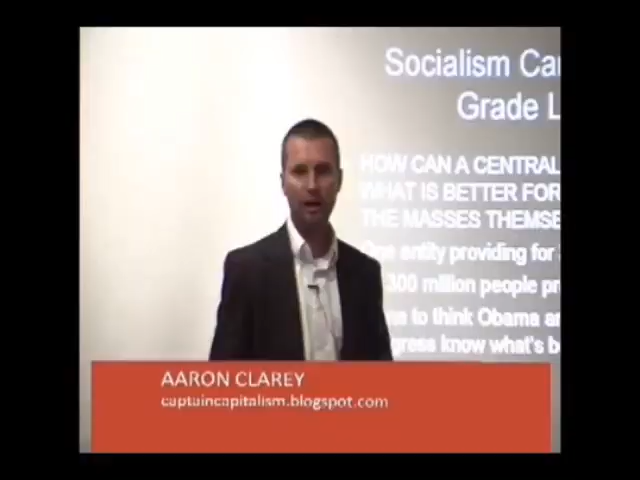 Socialism Ca
Grade L
HOW CAN A CENTRAL
WHAT IS BETTER FOR
THE MASSES THEMSE
One entity providing for
300 million people pr
to think Obama an
gress know what's b
AARON CLAREY
captaincapitalism.blogspot.com